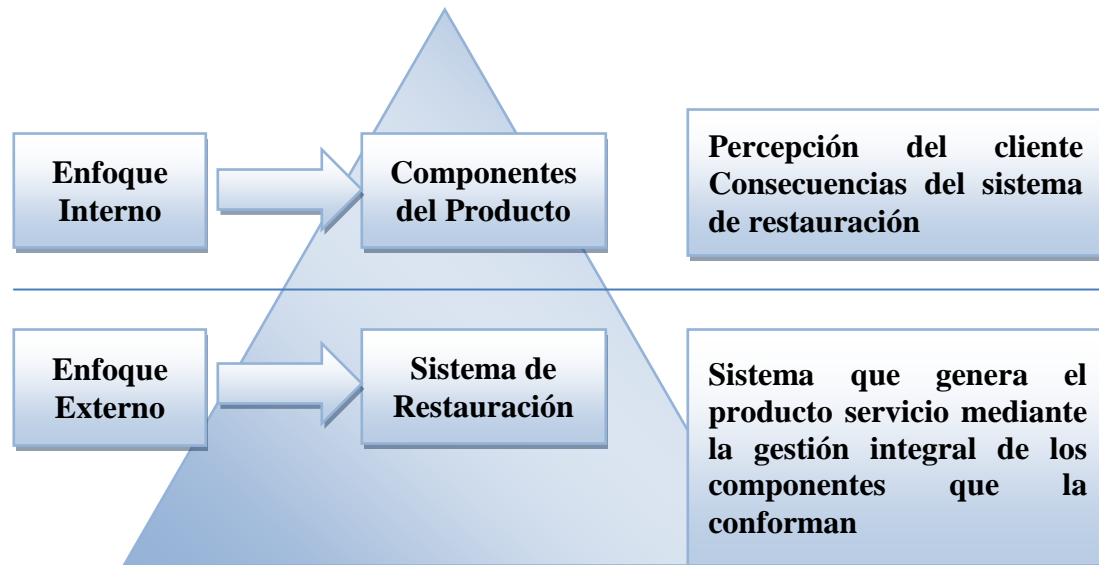 Enfoque
Interno
Componentes
del Producto
Percepción del cliente
Consecuencias del sistema
de restauración
Enfoque
Externo
Sistema de
Restauración
Sistema que genera el
producto servicio mediante
la gestión integral de los
componentes que la
conforman